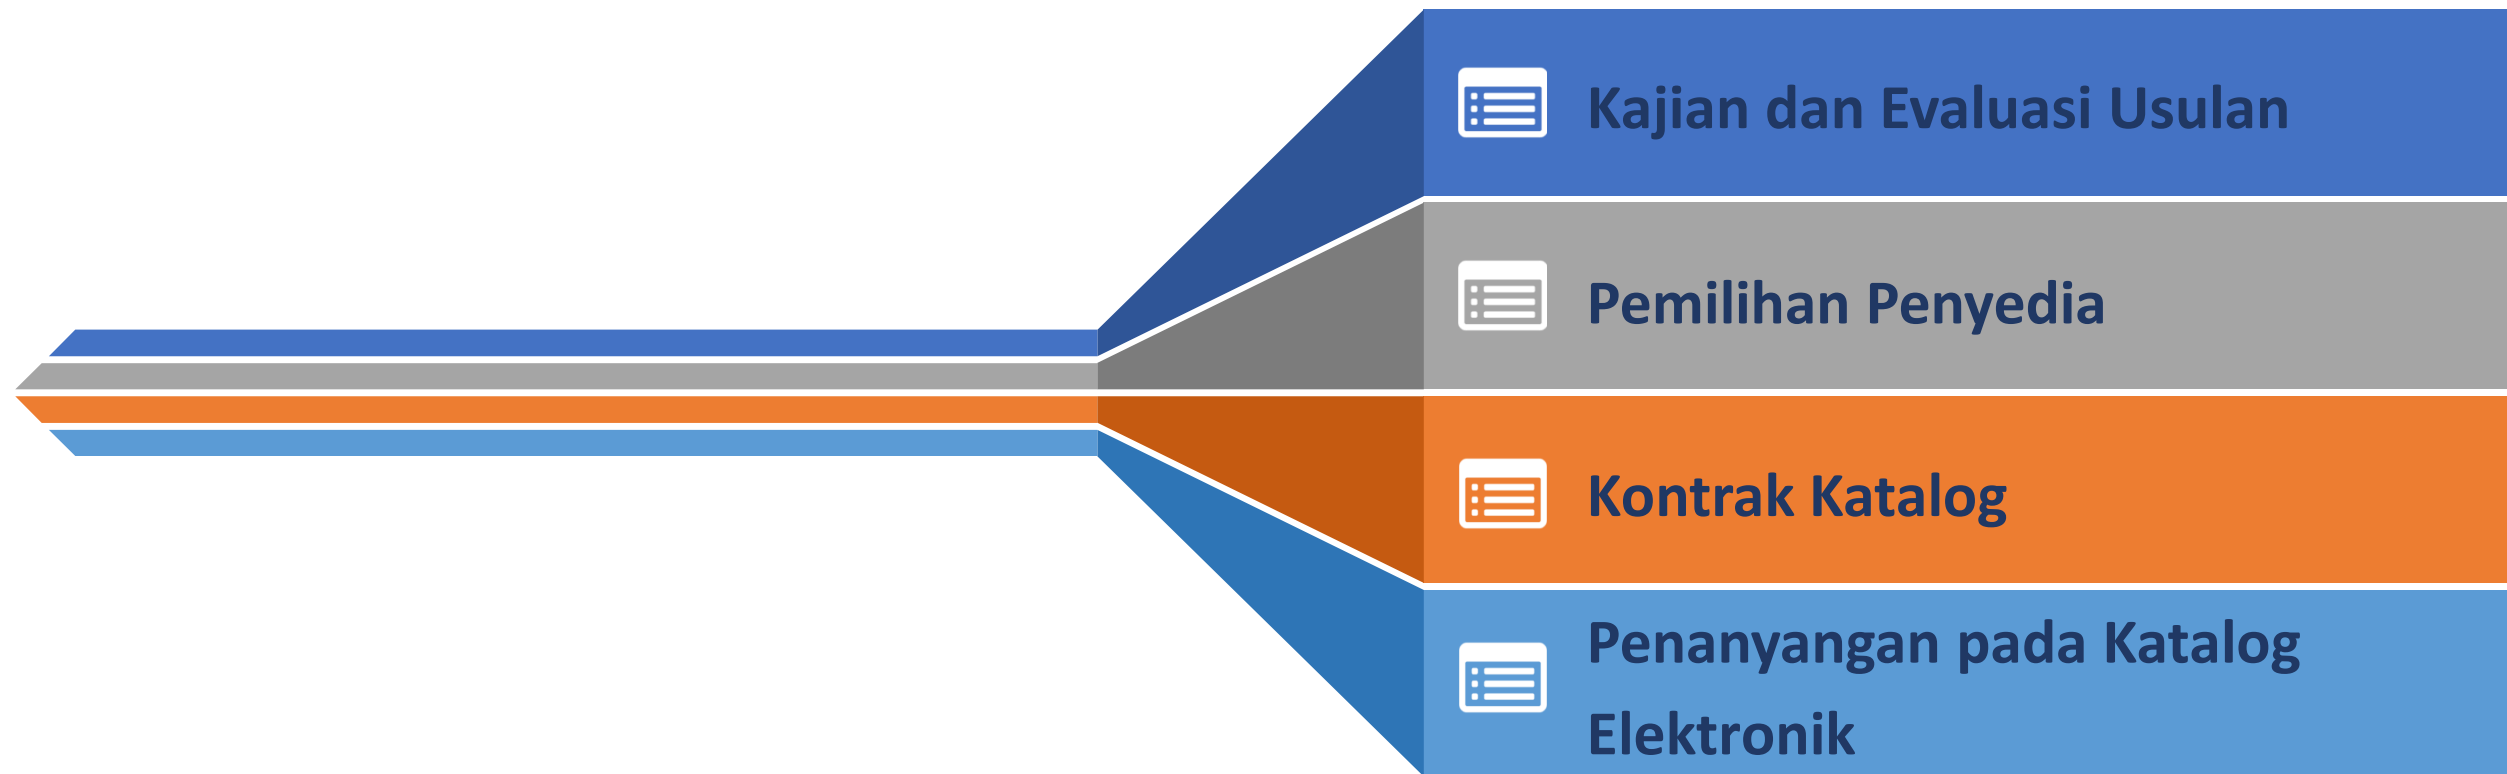 Kajian dan Evaluasi Usulan
Pemilihan Penyedia
Kontrak Katalog
Penanyangan pada Katalog
Elektronik